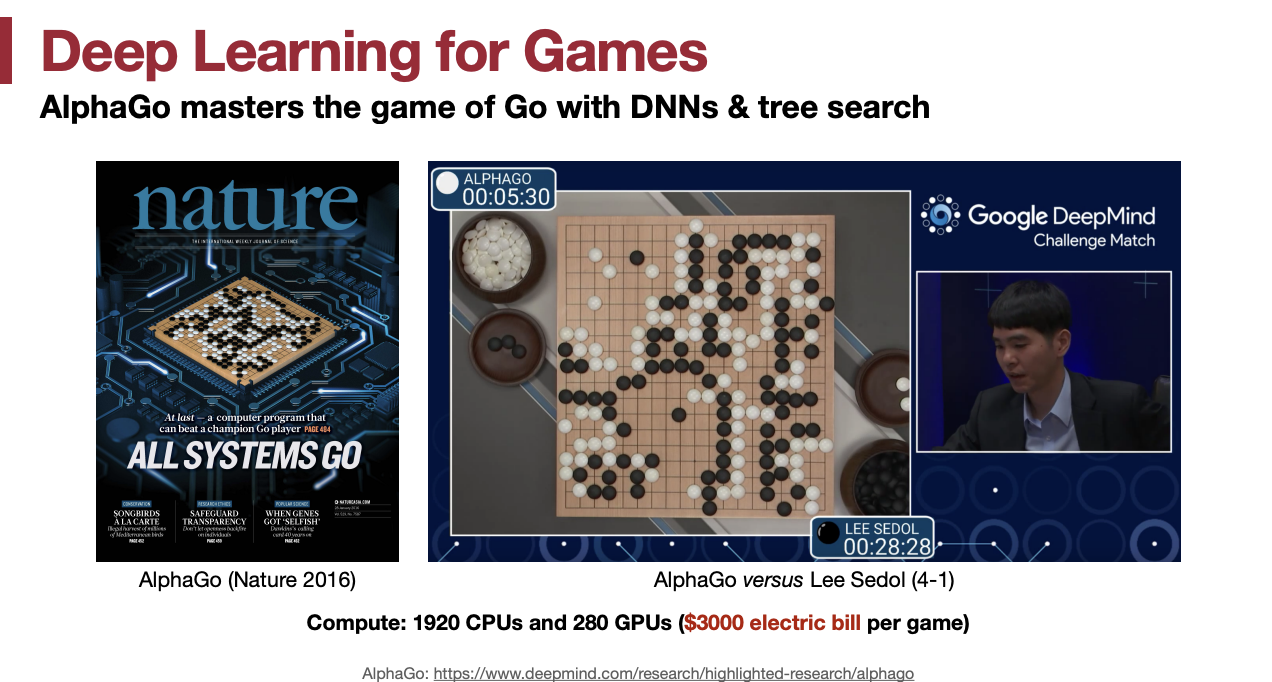 Deep Learning for Games
AlphaGo masters the game of Go with DNNs & tree search
nature
THE INTERNATIONAL WEEKLY JOURNAL OF SCIENCE
At last — a computer program that
can beat a champion Go player PAGE 484
ALL SYSTEMS GO
CONSERVATION
SONGBIRDS
A LA CARTE
Illegal harvest of millions
of Mediterranean birds
PAGE 452
RESEARCH ETHICS
SAFEGUARD
TRANSPARENCY
Don't let openness backfire
on individuals
PAGE 459
POPULAR SCIENCE
WHEN GENES
GOT 'SELFISH'
Dawkins's calling
card 40 years on
PAGE 462
NATUREASIA.COM
ALPHAGO
00:05:30
Google DeepMind
Challenge Match
LEE SEDOL
00:28:28
AlphaGo (Nature 2016)
AlphaGo versus Lee Sedol (4-1)
Compute: 1920 CPUs and 280 GPUs ($3000 electric bill per game)
AlphaGo: https://www.deepmind.com/research/highlighted-research/alphago